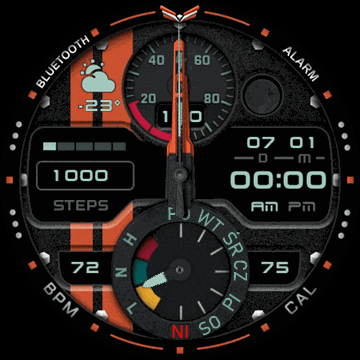 BLUETOOTH
ALARM
40 60
20 80
-23°
07 01
D M
1000
00:00
STEPS
AM PM
PO WT ŚR CZ PI SO NI
H
N
L
72
75
BPM
CAL